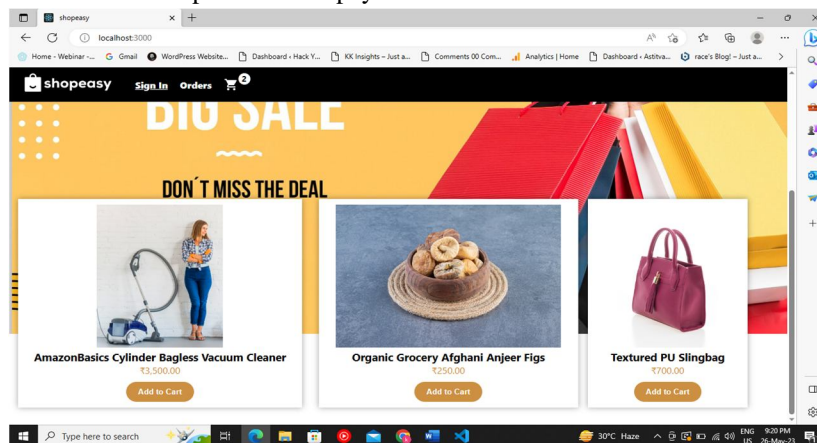 shopeasy
localhost:3000
Home - Webinar -...
Gmail
WordPress Website...
Dashboard ‹ Hack Y...
KK Insights – Just a...
Comments 00 Com...
Analytics | Home
Dashboard ‹ Astitva...
race's Blog! – Just a...
shopeasy
Sign In
Orders
2
BIG SALE
DON´T MISS THE DEAL
AmazonBasics Cylinder Bagless Vacuum Cleaner
₹3,500.00
Add to Cart
Organic Grocery Afghani Anjeer Figs
₹250.00
Add to Cart
Textured PU Slingbag
₹700.00
Add to Cart
Type here to search
30°C Haze
ENG
US
9:20 PM
26-May-23